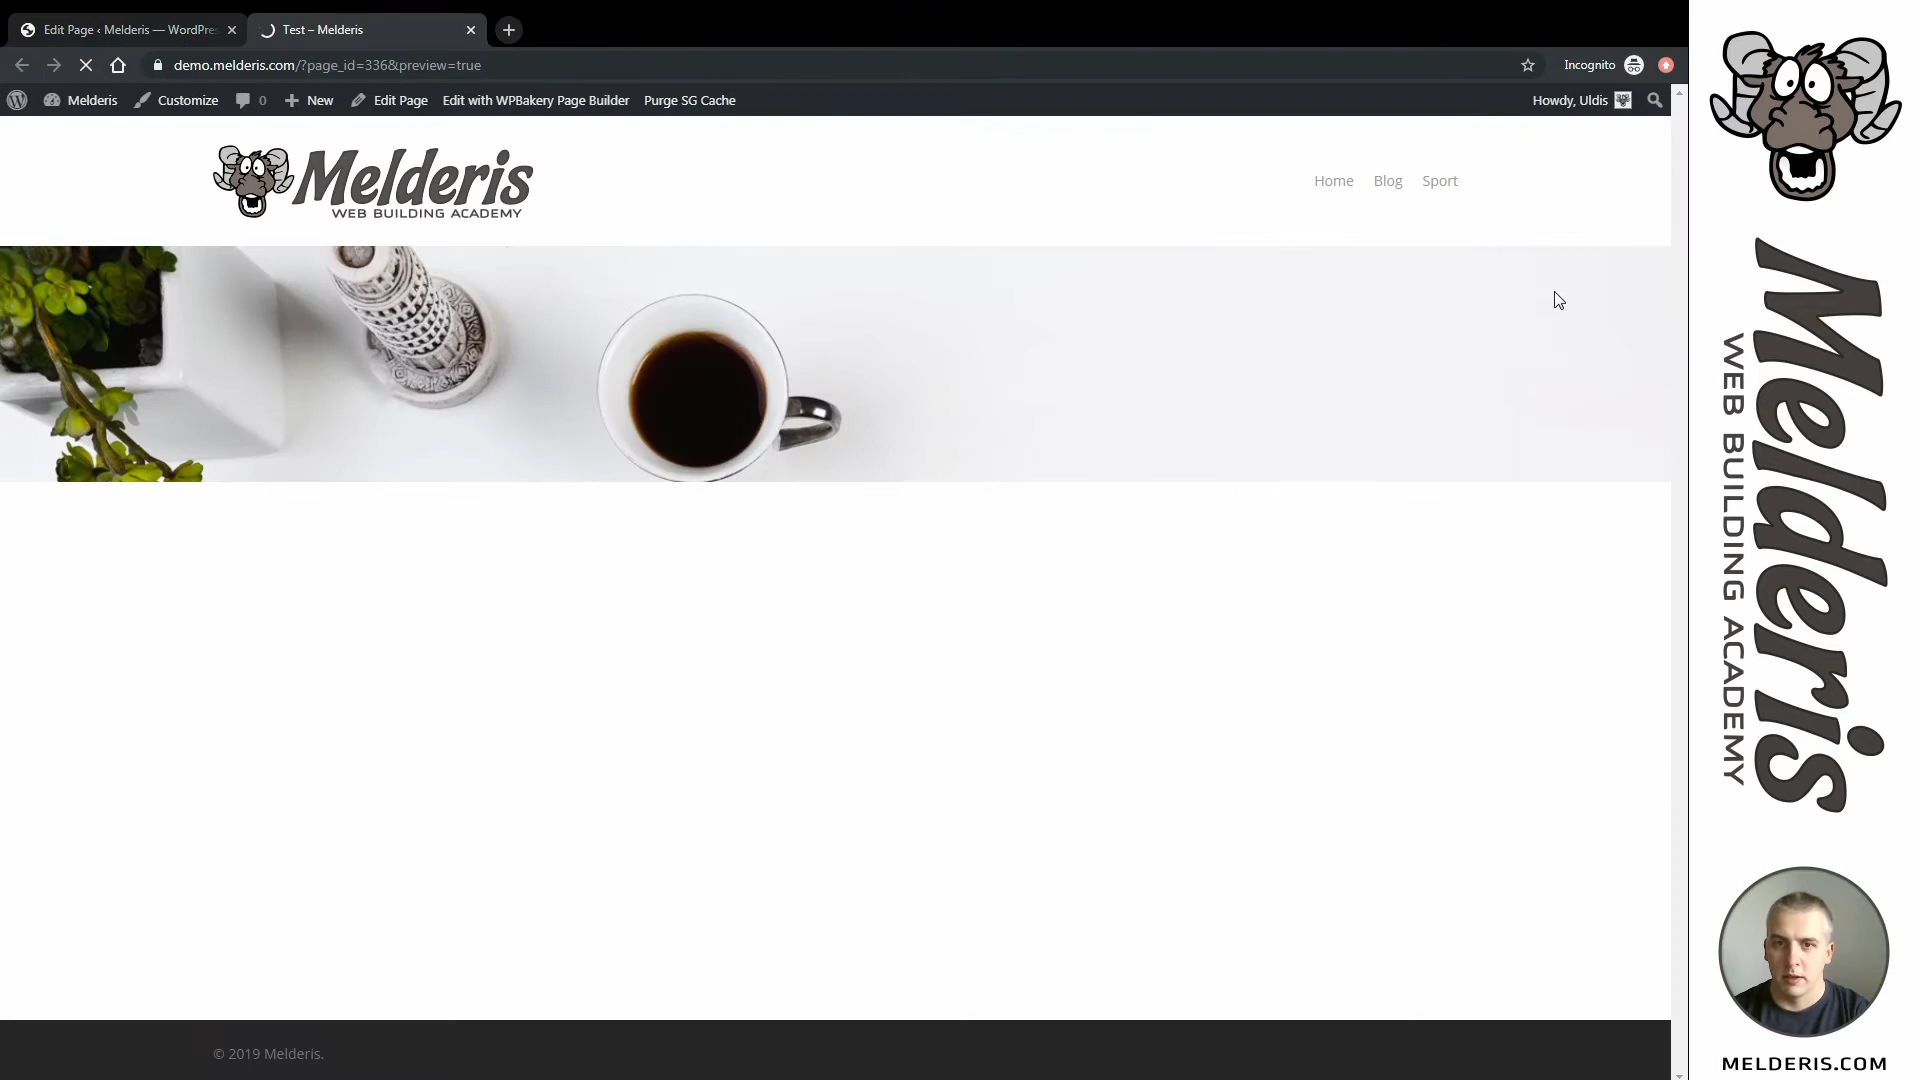 Edit Page ‹ Melderis — WordPres
Test – Melderis
demo.melderis.com/?page_id=336&preview=true
Incognito
Melderis
Customize
0
New
Edit Page
Edit with WPBakery Page Builder
Purge SG Cache
Howdy, Uldis
Melderis
WEB BUILDING ACADEMY
Home
Blog
Sport
© 2019 Melderis.
Melderis
WEB BUILDING ACADEMY
MELDERIS.COM